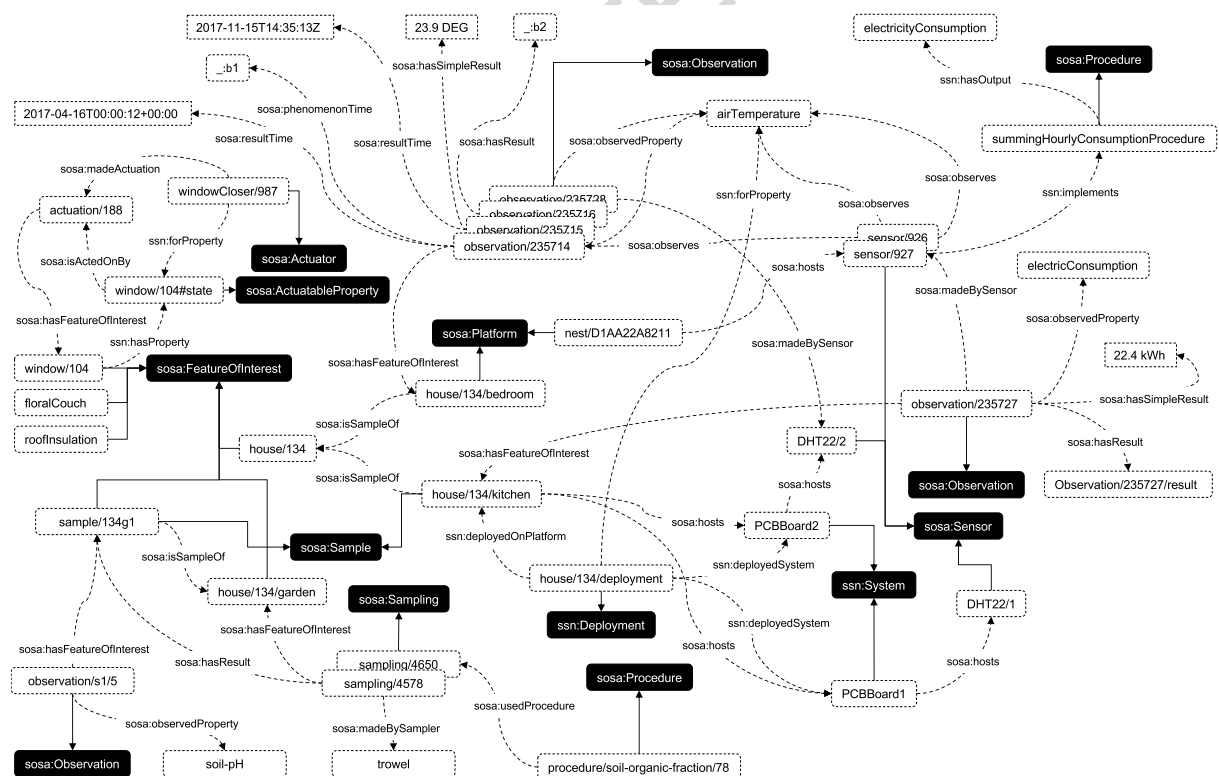 2017-11-15T14:35:13Z
23.9 DEG
_:b2
electricityConsumption
sosa:hasSimpleResult
sosa:Observation
sosa:Procedure
_:b1
ssn:hasOutput
sosa:phenomenonTime
2017-04-16T00:00:12+00:00
airTemperature
sosa:resultTime
sosa:resultTime
sosa:hasResult
sosa:observedProperty
summingHourlyConsumptionProcedure
sosa:madeActuation
windowCloser/987
ssn:forProperty
sosa:observes
ssn:implements
actuation/188
observation/235728
observation/235716
observation/235715
observation/235714
sosa:observes
sosa:observes
sensor/926
sensor/927
ssn:forProperty
sosa:isActedOnBy
sosa:Actuator
sosa:hosts
electricConsumption
window/104#state
sosa:ActuatableProperty
sosa:madeBySensor
sosa:hasFeatureOfInterest
ssn:hasProperty
sosa:Platform
nest/D1AA22A8211
sosa:observedProperty
sosa:madeBySensor
window/104
sosa:FeatureOfInterest
sosa:hasFeatureOfInterest
22.4 kWh
floralCouch
house/134/bedroom
observation/235727
sosa:hasSimpleResult
sosa:isSampleOf
roofInsulation
house/134
DHT22/2
sosa:hasResult
sosa:hasFeatureOfInterest
sosa:isSampleOf
sosa:hosts
sosa:Observation
Observation/235727/result
house/134/kitchen
sample/134g1
sosa:hosts
PCBBoard2
sosa:Sensor
ssn:deployedOnPlatform
sosa:Sample
sosa:isSampleOf
ssn:deployedSystem
house/134/deployment
ssn:System
house/134/garden
sosa:Sampling
DHT22/1
ssn:Deployment
ssn:deployedSystem
sosa:hasFeatureOfInterest
sosa:hasFeatureOfInterest
sosa:hosts
sosa:hasResult
sosa:hosts
sampling/4650
sampling/4578
observation/s1/5
sosa:Procedure
PCBBoard1
sosa:usedProcedure
sosa:observedProperty
sosa:madeBySampler
sosa:Observation
soil-pH
trowel
procedure/soil-organic-fraction/78